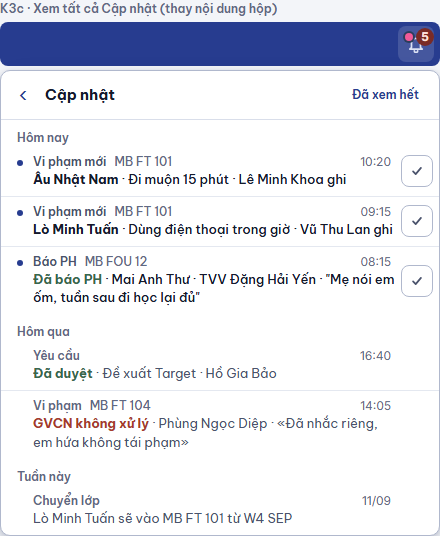 K3c · Xem tất cả Cập nhật (thay nội dung hộp)
5
Cập nhật
Đã xem hết
Hôm nay
Vi phạm mới MB FT 101 10:20
Âu Nhật Nam · Đi muộn 15 phút · Lê Minh Khoa ghi
Vi phạm mới MB FT 101 09:15
Lò Minh Tuấn · Dùng điện thoại trong giờ · Vũ Thu Lan ghi
Báo PH MB FOU 12 08:15
Đã báo PH · Mai Anh Thư · TVV Đặng Hải Yến · "Mẹ nói em
ốm, tuần sau đi học lại đủ"
Hôm qua
Yêu cầu 16:40
Đã duyệt · Đề xuất Target · Hồ Gia Bảo
Vi phạm MB FT 104 14:05
GVCN không xử lý · Phùng Ngọc Diệp · «Đã nhắc riêng,
em hứa không tái phạm»
Tuần này
Chuyển lớp 11/09
Lò Minh Tuấn sẽ vào MB FT 101 từ W4 SEP